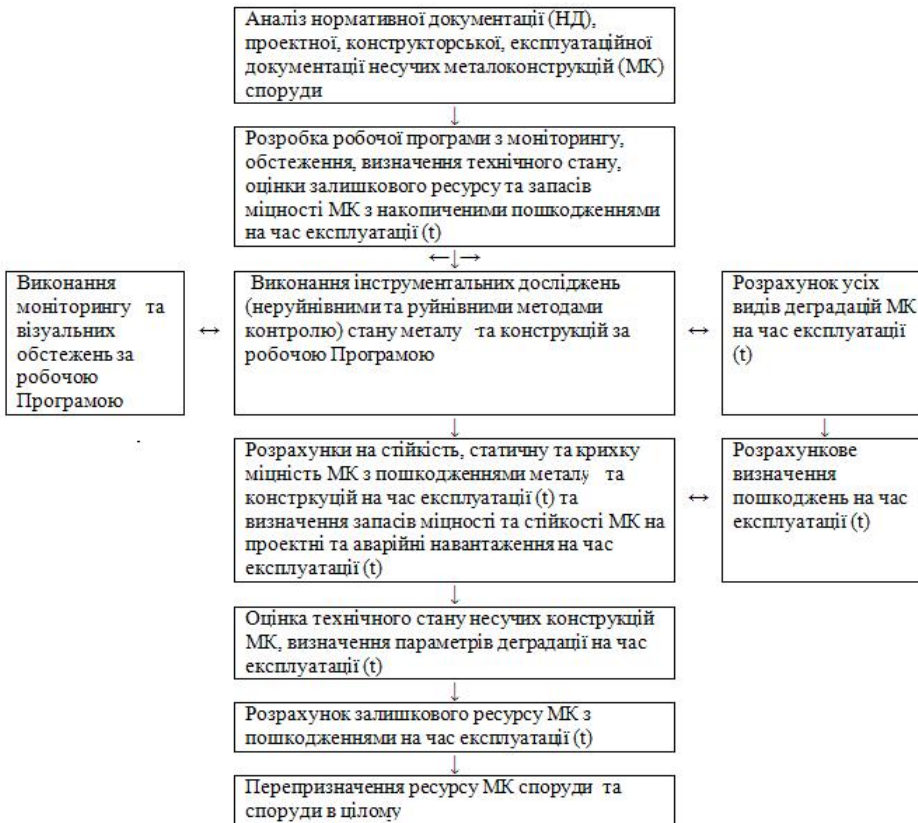 Аналіз нормативної документації (НД),
проектної, конструкторської, експлуатаційної
документації несучих металоконструкцій (МК)
споруди
↓
Розробка робочої програми з моніторингу,
обстеження, визначення технічного стану,
оцінки залишкового ресурсу та запасів
міцності МК з накопиченими пошкодженнями
на час експлуатації (t)
←↓→
Виконання
моніторингу та
візуальних
обстежень за
робочою
Програмою
↔
Виконання інструментальних досліджень
(неруйнівними та руйнівними методами
контролю) стану металу та конструкцій за
робочою Програмою
↔
Розрахунок усіх
видів деградацій МК
на час експлуатації
(t)
↓
↓
Розрахунки на стійкість, статичну та крихку
міцність МК з пошкодженнями металу та
констркуцій на час експлуатації (t) та
визначення запасів міцності та стійкості МК на
проектні та аварійні навантаження на час
експлуатації (t)
↔
Розрахункове
визначення
пошкоджень на час
експлуатації (t)
↓
Оцінка технічного стану несучих конструкцій
МК, визначення параметрів деградації на час
експлуатації (t)
↓
Розрахунок залишкового ресурсу МК з
пошкодженнями на час експлуатації (t)
↓
Перепризначення ресурсу МК споруди та
споруди в цілому